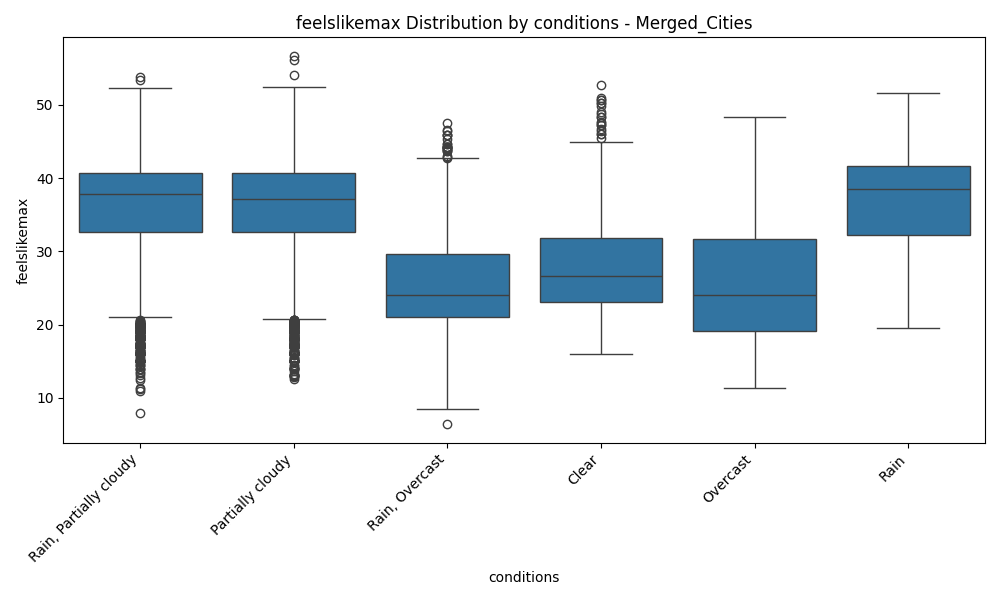 feelslikemax Distribution by conditions - Merged_Cities
feelslikemax
50
40
30
20
10
Rain, Partially cloudy
Partially cloudy
Rain, Overcast
Clear
Overcast
Rain
conditions